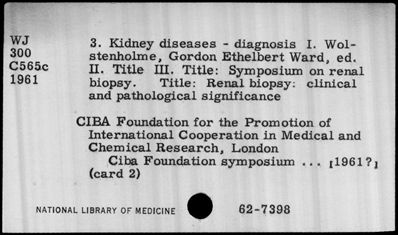 WJ
300
C565c
1961
3. Kidney diseases - diagnosis I. Wol-
stenholme, Gordon Ethelbert Ward, ed.
II. Title III. Title: Symposium on renal
biopsy. Title: Renal biopsy: clinical
and pathological significance
CIBA Foundation for the Promotion of
International Cooperation in Medical and
Chemical Research, London
Ciba Foundation symposium ... [1961?]
(card 2)
NATIONAL LIBRARY OF MEDICINE 62-7398